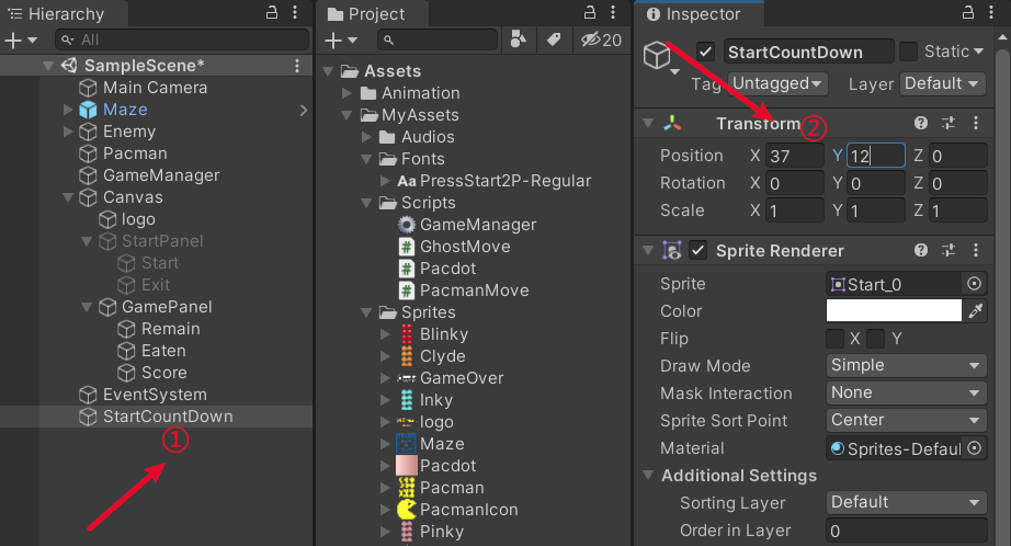 Hierarchy
All
SampleScene*
Main Camera
Maze
Enemy
Pacman
GameManager
Canvas
logo
StartPanel
Start
Exit
GamePanel
Remain
Eaten
Score
EventSystem
StartCountDown
①
Project
20
Assets
Animation
MyAssets
Audios
Fonts
Aa PressStart2P-Regular
Scripts
GameManager
# GhostMove
# Pacdot
# PacmanMove
Sprites
Blinky
Clyde
GameOver
Inky
logo
Maze
Pacdot
Pacman
PacmanIcon
Pinky
Inspector
StartCountDown Static
Tag Untagged Layer Default
Transform ②
Position X 37 Y 12 Z 0
Rotation X 0 Y 0 Z 0
Scale X 1 Y 1 Z 1
Sprite Renderer
Sprite Start_0
Color
Flip X Y
Draw Mode Simple
Mask Interaction None
Sprite Sort Point Center
Material Sprites-Defaul
Additional Settings
Sorting Layer Default
Order in Layer 0